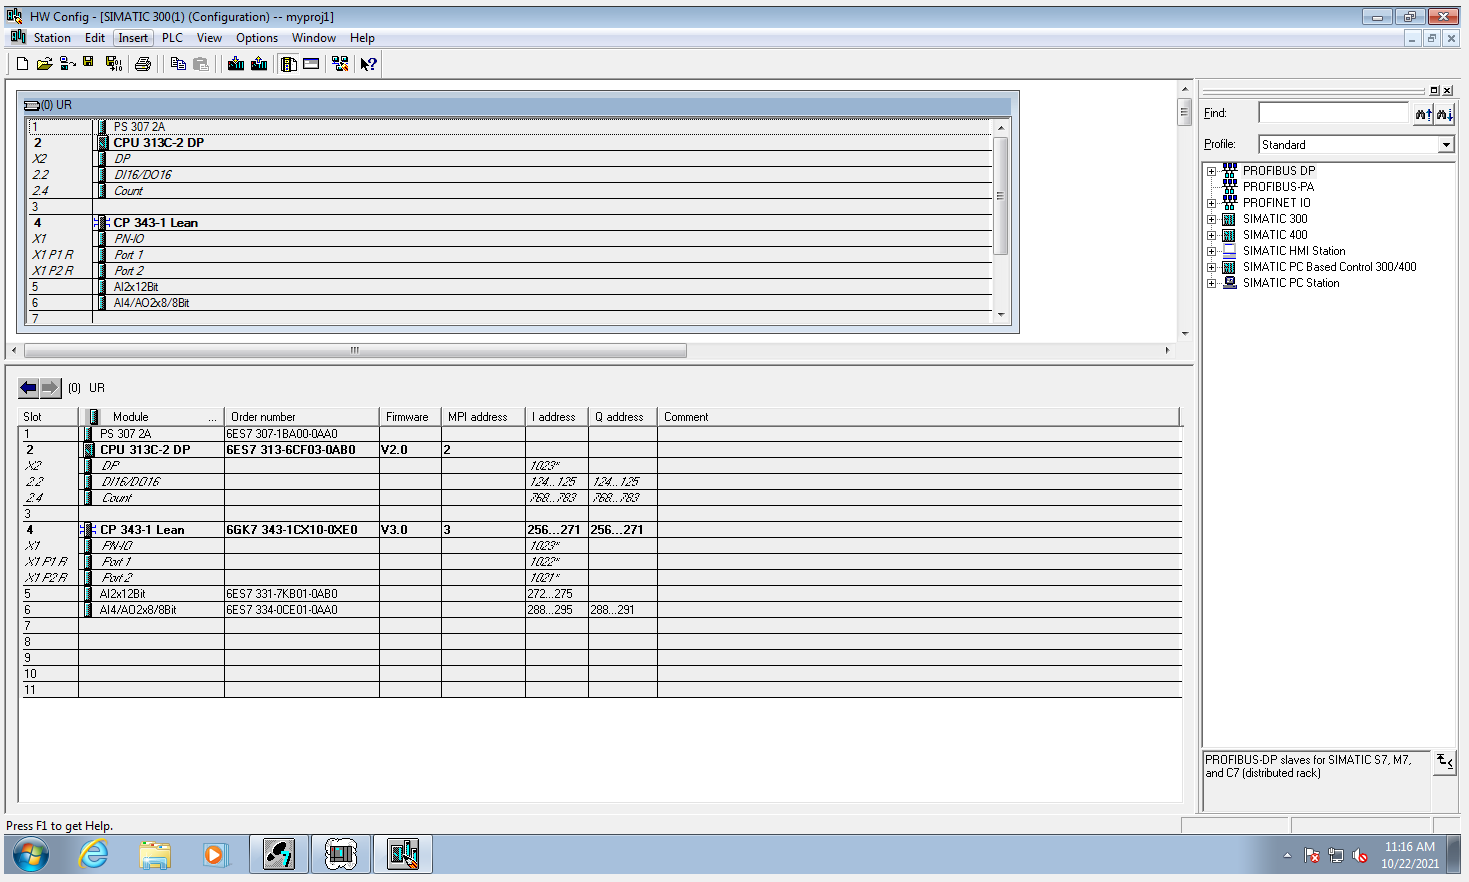 HW Config - [SIMATIC 300(1) (Configuration) -- myproj1]
Station Edit Insert PLC View Options Window Help
(0) UR
1 PS 307 2A
2 CPU 313C-2 DP
X2 DP
2.2 DI16/DO16
2.4 Count
3
4 CP 343-1 Lean
X1 PN-IO
X1 P1 R Port 1
X1 P2 R Port 2
5 AI2x12Bit
6 AI4/AO2x8/8Bit
7
Find:
Profile: Standard
PROFIBUS DP
PROFIBUS-PA
PROFINET IO
SIMATIC 300
SIMATIC 400
SIMATIC HMI Station
SIMATIC PC Based Control 300/400
SIMATIC PC Station
PROFIBUS-DP slaves for SIMATIC S7, M7,
and C7 (distributed rack)
(0) UR
Slot Module ... Order number Firmware MPI address I address Q address Comment
1 PS 307 2A 6ES7 307-1BA00-0AA0
2 CPU 313C-2 DP 6ES7 313-6CF03-0AB0 V2.0 2
X2 DP 1023*
2.2 DI16/DO16 124...125 124...125
2.4 Count 768...783 768...783
3
4 CP 343-1 Lean 6GK7 343-1CX10-0XE0 V3.0 3 256...271 256...271
X1 PN-IO 1023*
X1 P1 R Port 1 1022*
X1 P2 R Port 2 1021*
5 AI2x12Bit 6ES7 331-7KB01-0AB0 272...275
6 AI4/AO2x8/8Bit 6ES7 334-0CE01-0AA0 288...295 288...291
7
8
9
10
11
Press F1 to get Help.
11:16 AM
10/22/2021